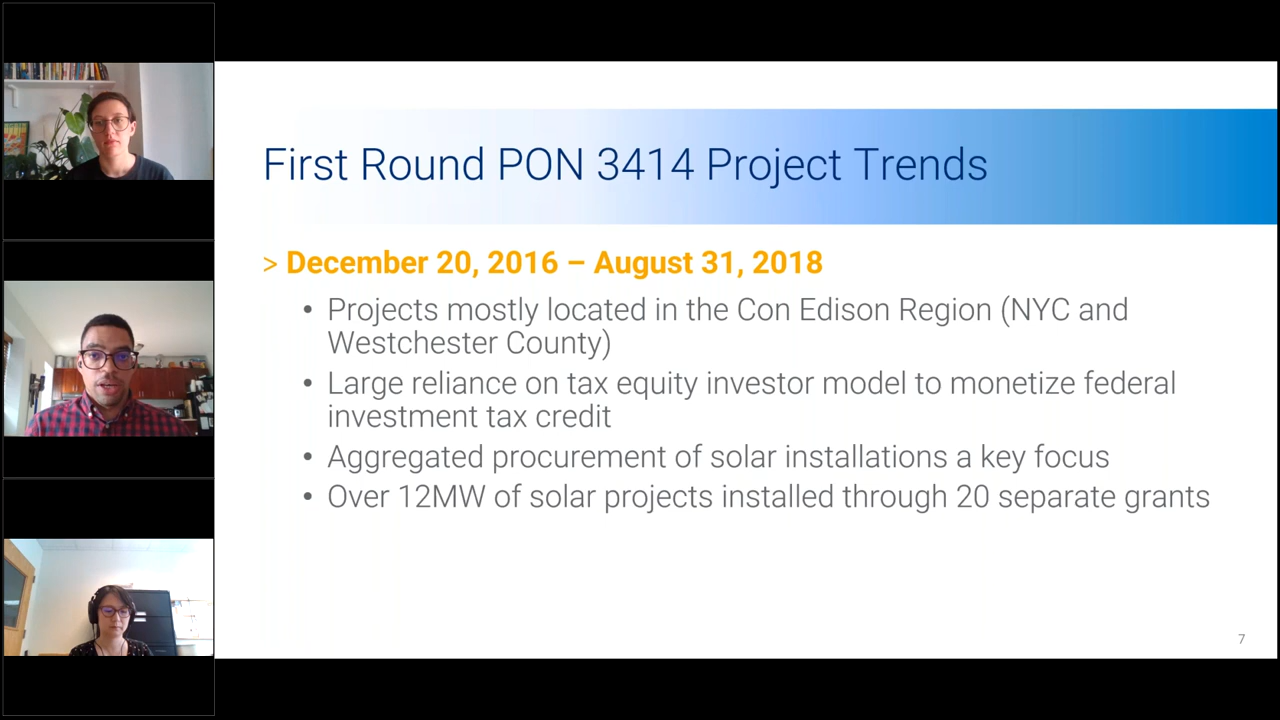 First Round PON 3414 Project Trends
> December 20, 2016 – August 31, 2018
• Projects mostly located in the Con Edison Region (NYC and
Westchester County)
• Large reliance on tax equity investor model to monetize federal
investment tax credit
• Aggregated procurement of solar installations a key focus
• Over 12MW of solar projects installed through 20 separate grants
7